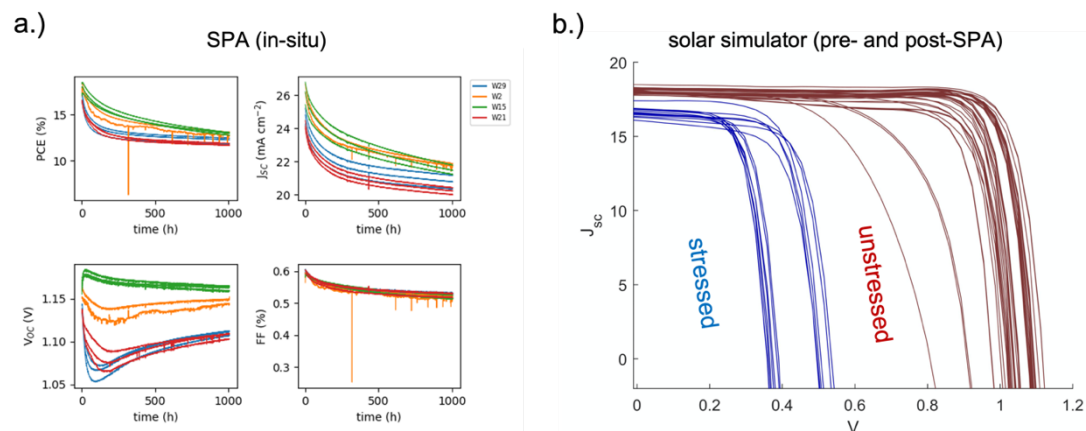 a.)
SPA (in-situ)
PCE (%)
15
10
0
500
1000
time (h)
J_SC (mA cm⁻²)
26
24
22
20
0
500
1000
time (h)
W29
W2
W15
W21
V_OC (V)
1.15
1.10
1.05
0
500
1000
time (h)
FF (%)
0.6
0.5
0.4
0.3
0
500
1000
time (h)
b.)
solar simulator (pre- and post-SPA)
J_sc
20
15
10
5
0
stressed
unstressed
0
0.2
0.4
0.6
0.8
1
1.2
V